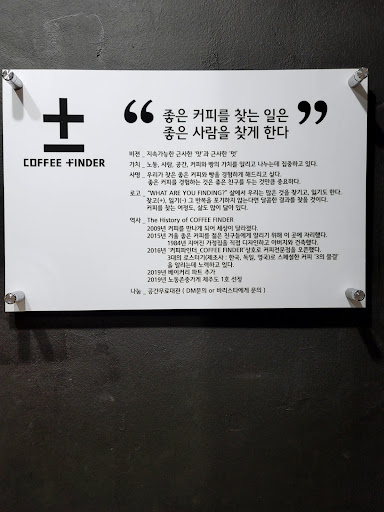 COFFEE FINDER
“ 좋은 커피를 찾는 일은
좋은 사람을 찾게 한다 ”
비전 _ 지속가능한 근사한 '맛'과 근사한 '멋'
가치 _ 노동, 사람, 공간, 커피와 빵의 가치를 알리고 나누는데 집중하고 있다.
사명 _ 우리가 찾은 좋은 커피와 빵을 경험하게 해드리고 싶다.
좋은 커피를 경험하는 것은 좋은 친구를 두는 것만큼 중요하다.
로고 _ "WHAT ARE YOU FINDING?" 삶에서 우리는 많은 것을 찾기고, 잃기도 한다.
찾고(+), 잃기(-) 그 반복을 포기하지 않는다면 달콤한 결과를 찾을 것이다.
커피를 찾는 여정도, 삶도 많이 닮아 있다.
역사 _ The History of COFFEE FINDER
2009년 커피를 만나게 되어 세상이 달라졌다.
2015년 겨울 좋은 커피를 젊은 친구들에게 알리기 위해 이 곳에 자리했다.
1984년 지어진 가정집을 직접 디자인하고 아버지와 건축했다.
2016년 '커피파인더_COFFEE FINDER'상호로 커피전문점을 오픈했다.
3대의 로스터기(제조사 : 한국, 독일, 영국)로 스페셜한 커피 '3의 물결'
을 알리는데 노력하고 있다.
2019년 베이커리 파트 추가
2019년 노동존중가게 제주도 1호 선정
나눔 _ 공간무료대관 ( DM문의 or 바리스타에게 문의 )